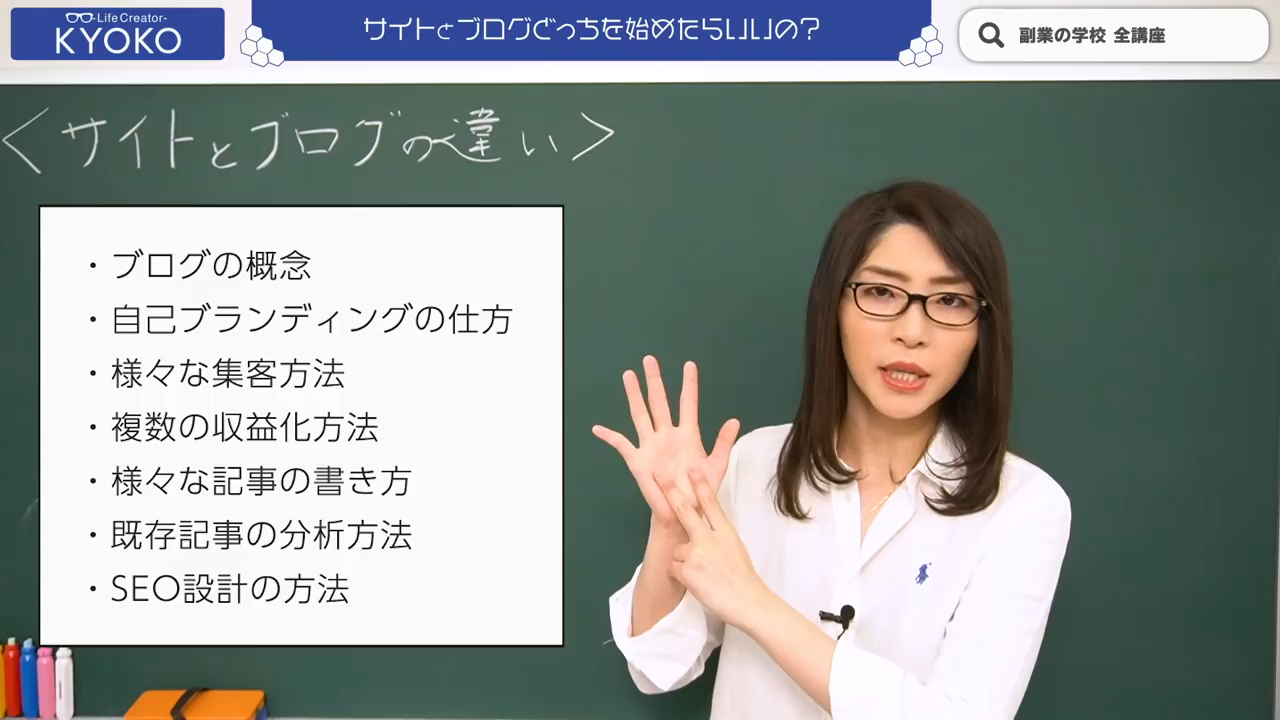 -Life Creator-
KYOKO
サイトとブログどっちを始めたらいいの？
副業の学校 全講座
＜サイトとブログの違い＞
・ブログの概念
・自己ブランディングの仕方
・様々な集客方法
・複数の収益化方法
・様々な記事の書き方
・既存記事の分析方法
・SEO設計の方法